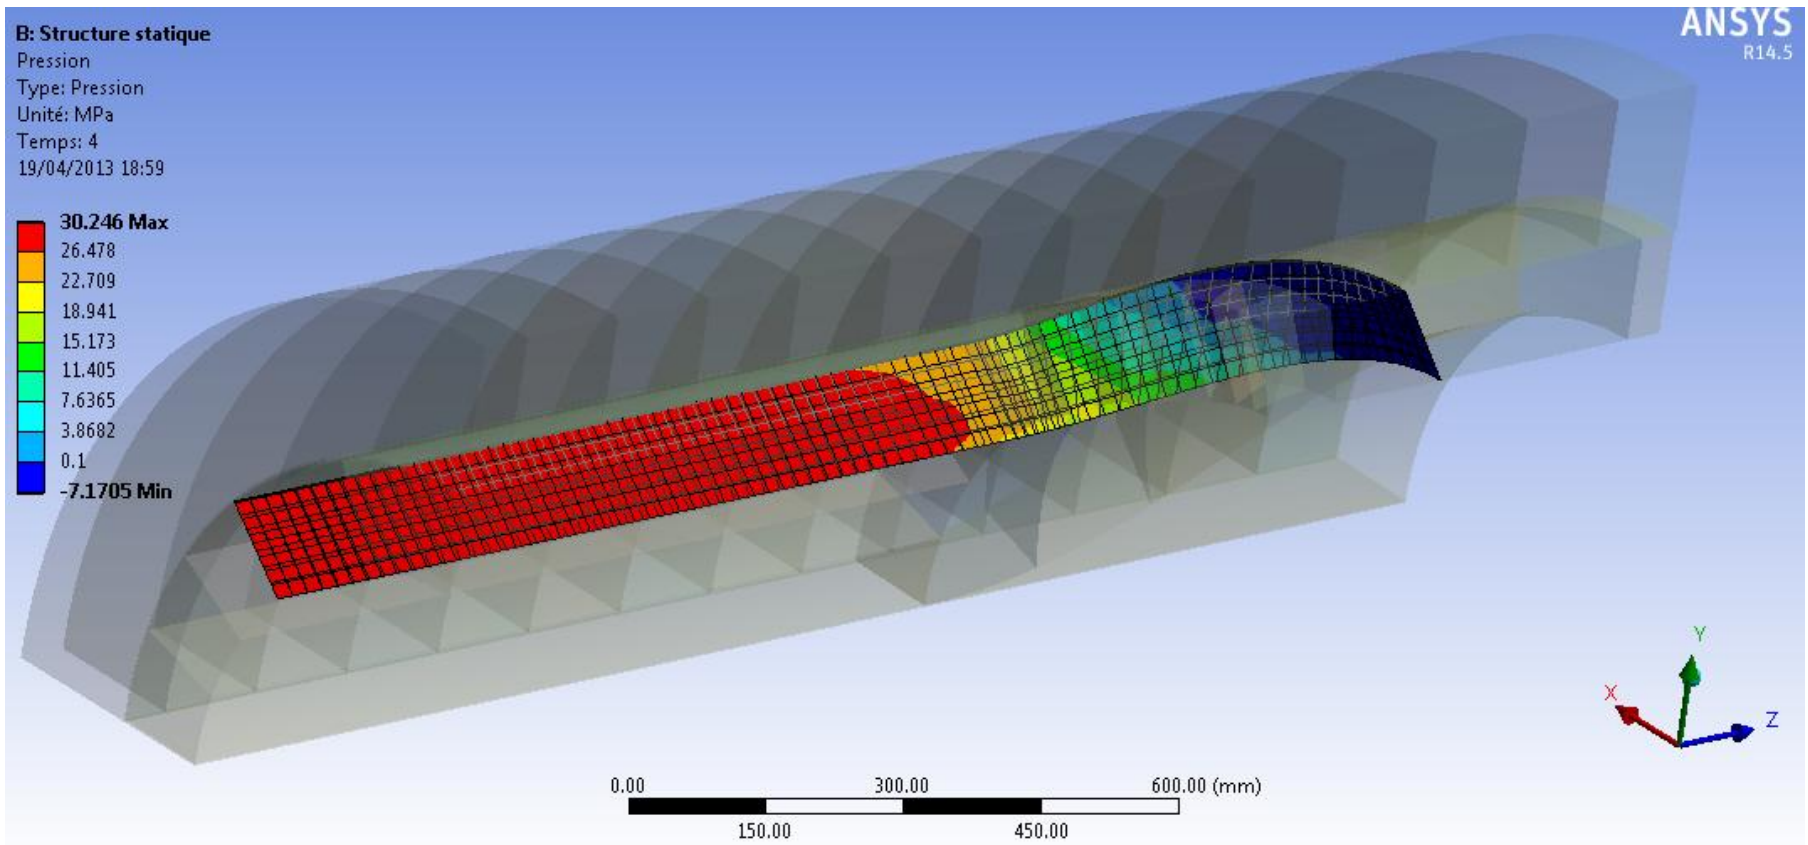 B: Structure statique
Pression
Type: Pression
Unité: MPa
Temps: 4
19/04/2013 18:59
ANSYS
R14.5
30.246 Max
26.478
22.709
18.941
15.173
11.405
7.6365
3.8682
0.1
-7.1705 Min
Y
X
Z
0.00 300.00 600.00 (mm)
150.00 450.00